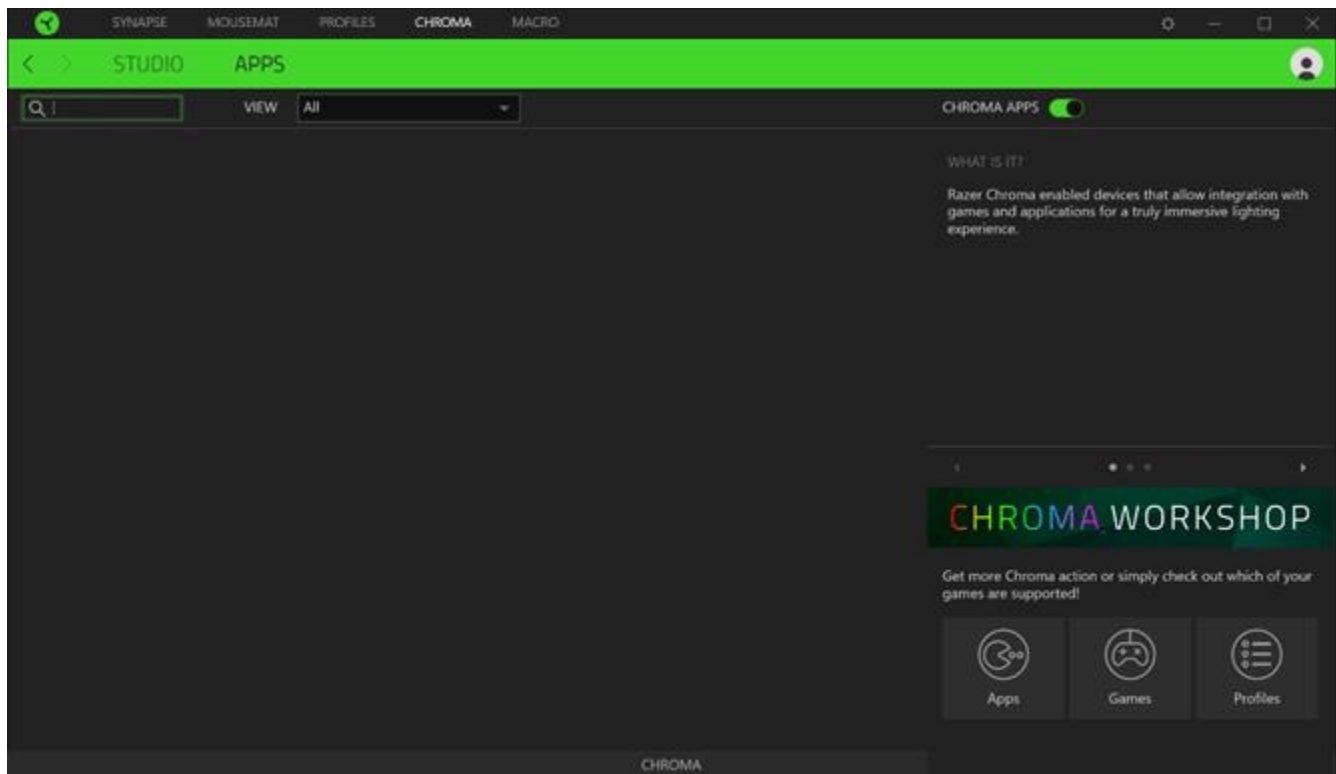 SYNAPSE MOUSEMAT PROFILES CHROMA MACRO
STUDIO APPS
VIEW All CHROMA APPS
WHAT IS IT?
Razer Chroma enabled devices that allow integration with
games and applications for a truly immersive lighting
experience.
CHROMA WORKSHOP
Get more Chroma action or simply check out which of your
games are supported!
Apps Games Profiles
CHROMA